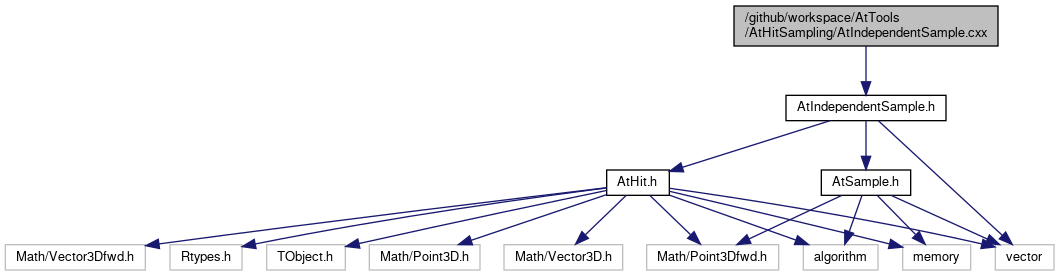 /github/workspace/AtTools
/AtHitSampling/AtIndependentSample.cxx
AtIndependentSample.h
AtHit.h
AtSample.h
Math/Vector3Dfwd.h
Rtypes.h
TObject.h
Math/Point3D.h
Math/Vector3D.h
Math/Point3Dfwd.h
algorithm
memory
vector